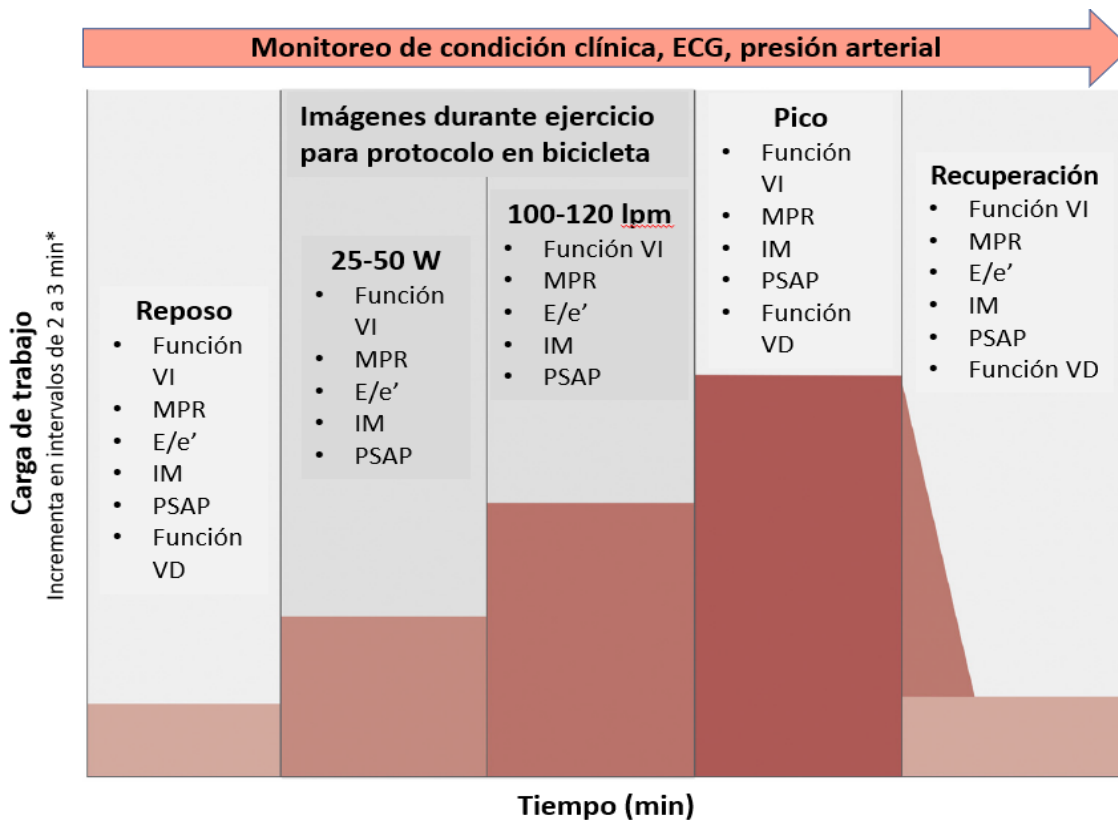 Monitoreo de condición clínica, ECG, presión arterial
Carga de trabajo
Incrementa en intervalos de 2 a 3 min*
Reposo
• Función
VI
• MPR
• E/e’
• IM
• PSAP
• Función
VD
Imágenes durante ejercicio
para protocolo en bicicleta
25-50 W
• Función
VI
• MPR
• E/e’
• IM
• PSAP
100-120 lpm
• Función VI
• MPR
• E/e’
• IM
• PSAP
Pico
• Función
VI
• MPR
• IM
• PSAP
• Función
VD
Recuperación
• Función VI
• MPR
• E/e’
• IM
• PSAP
• Función VD
Tiempo (min)